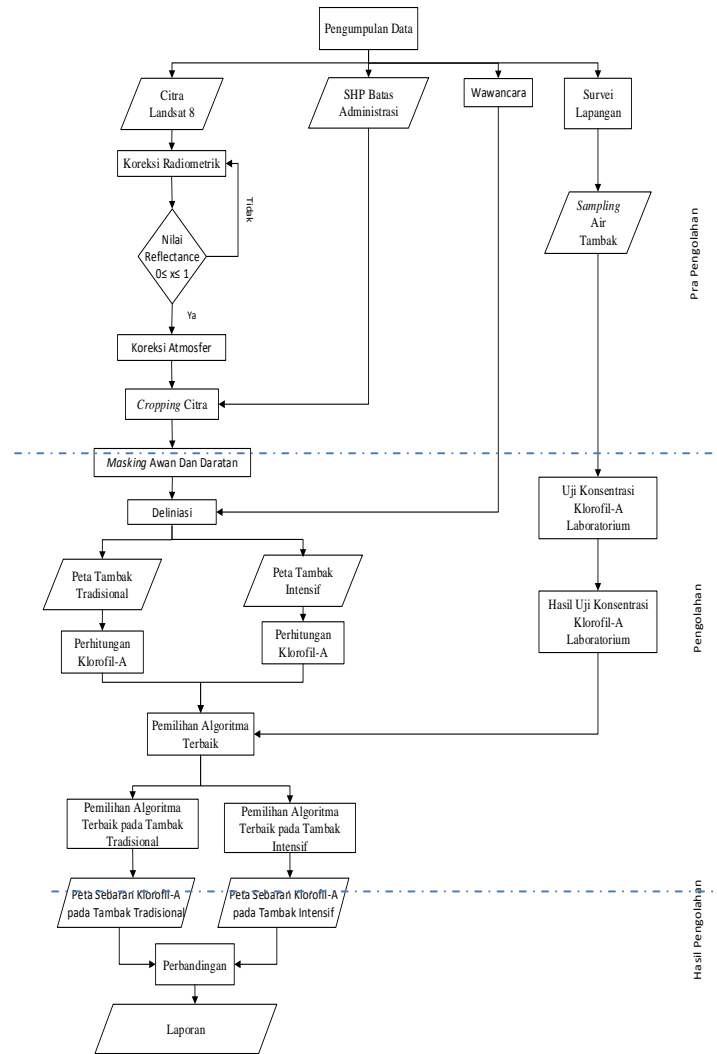 Pengumpulan Data
Citra
Landsat 8
SHP Batas
Administrasi
Wawancara
Survei
Lapangan
Koreksi Radiometrik
Tidak
Sampling
Air
Tambak
Nilai
Reflectance
0≤ x≤ 1
Ya
Pra Pengolahan
Koreksi Atmosfer
Cropping Citra
Masking Awan Dan Daratan
Deliniasi
Uji Konsentrasi
Klorofil-A
Laboratorium
Peta Tambak
Tradisional
Peta Tambak
Intensif
Hasil Uji Konsentrasi
Klorofil-A
Laboratorium
Perhitungan
Klorofil-A
Perhitungan
Klorofil-A
Pengolahan
Pemilihan Algoritma
Terbaik
Pemilihan Algoritma
Terbaik pada Tambak
Tradisional
Pemilihan Algoritma
Terbaik pada Tambak
Intensif
Peta Sebaran Klorofil-A
pada Tambak Tradisional
Peta Sebaran Klorofil-A
pada Tambak Intensif
Hasil Pengolahan
Perbandingan
Laporan